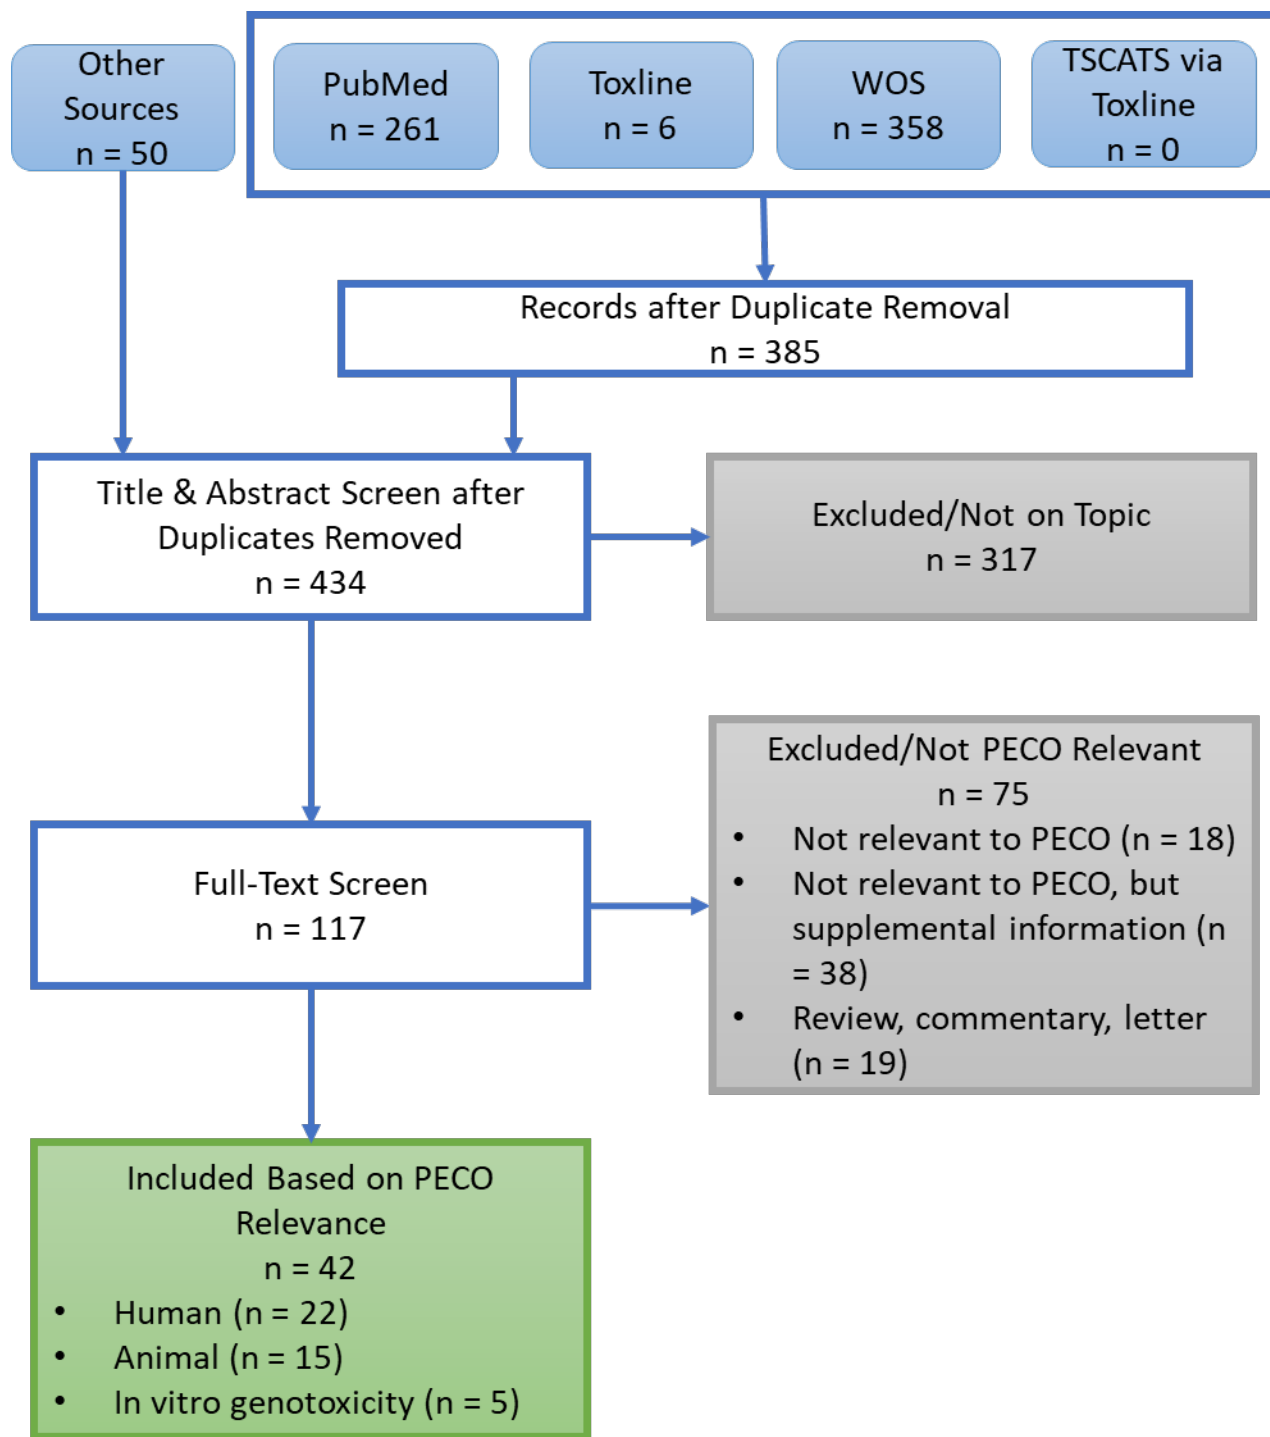 Other
Sources
n = 50
PubMed
n = 261
Toxline
n = 6
WOS
n = 358
TSCATS via
Toxline
n = 0
Records after Duplicate Removal
n = 385
Title & Abstract Screen after
Duplicates Removed
n = 434
Excluded/Not on Topic
n = 317
Full-Text Screen
n = 117
Excluded/Not PECO Relevant
n = 75
• Not relevant to PECO (n = 18)
• Not relevant to PECO, but
supplemental information (n
= 38)
• Review, commentary, letter
(n = 19)
Included Based on PECO
Relevance
n = 42
• Human (n = 22)
• Animal (n = 15)
• In vitro genotoxicity (n = 5)